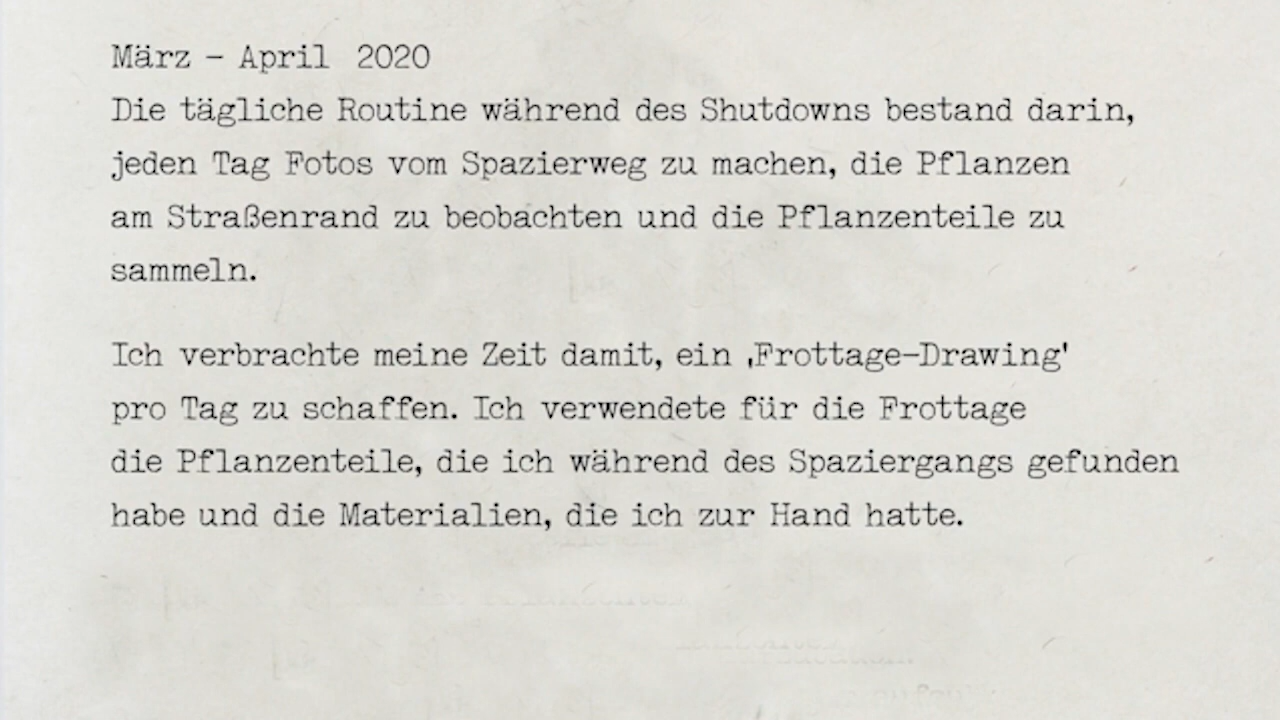 März – April 2020
Die tägliche Routine während des Shutdowns bestand darin,
jeden Tag Fotos vom Spazierweg zu machen, die Pflanzen
am Straßenrand zu beobachten und die Pflanzenteile zu
sammeln.
Ich verbrachte meine Zeit damit, ein ‚Frottage-Drawing'
pro Tag zu schaffen. Ich verwendete für die Frottage
die Pflanzenteile, die ich während des Spaziergangs gefunden
habe und die Materialien, die ich zur Hand hatte.